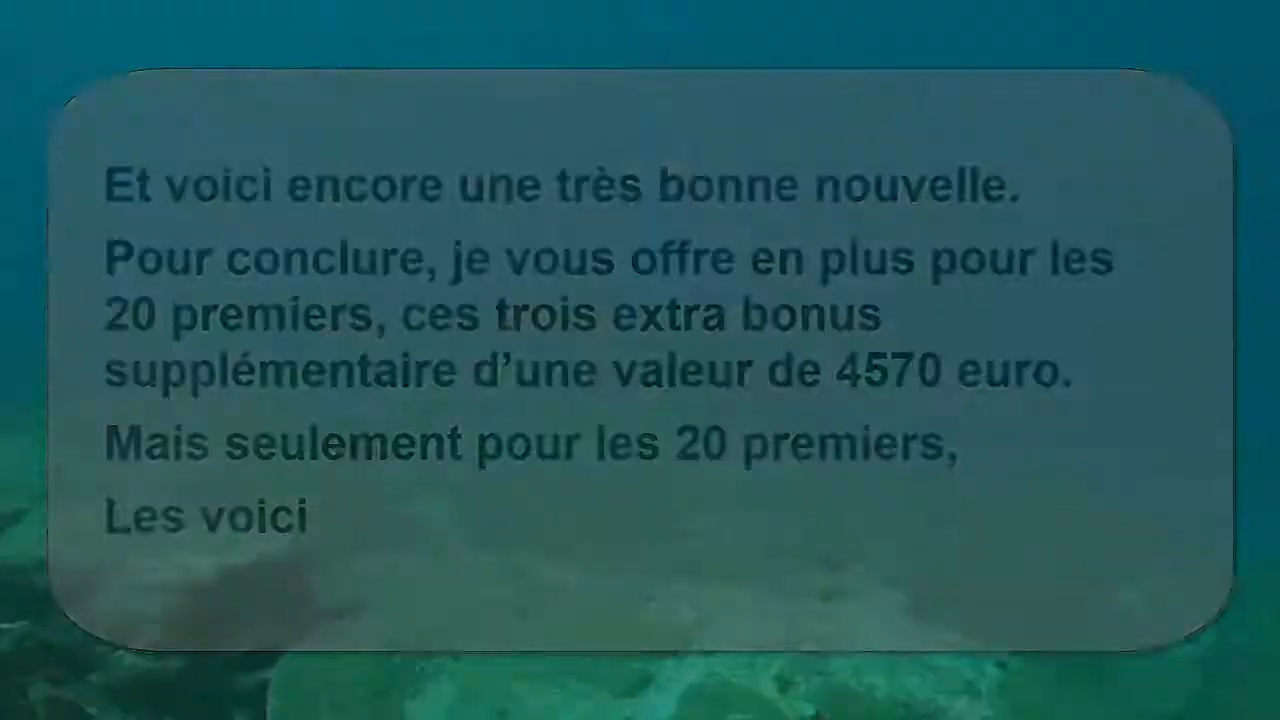 Et voici encore une très bonne nouvelle.
Pour conclure, je vous offre en plus pour les
20 premiers, ces trois extra bonus
supplémentaire d’une valeur de 4570 euro.
Mais seulement pour les 20 premiers,
Les voici